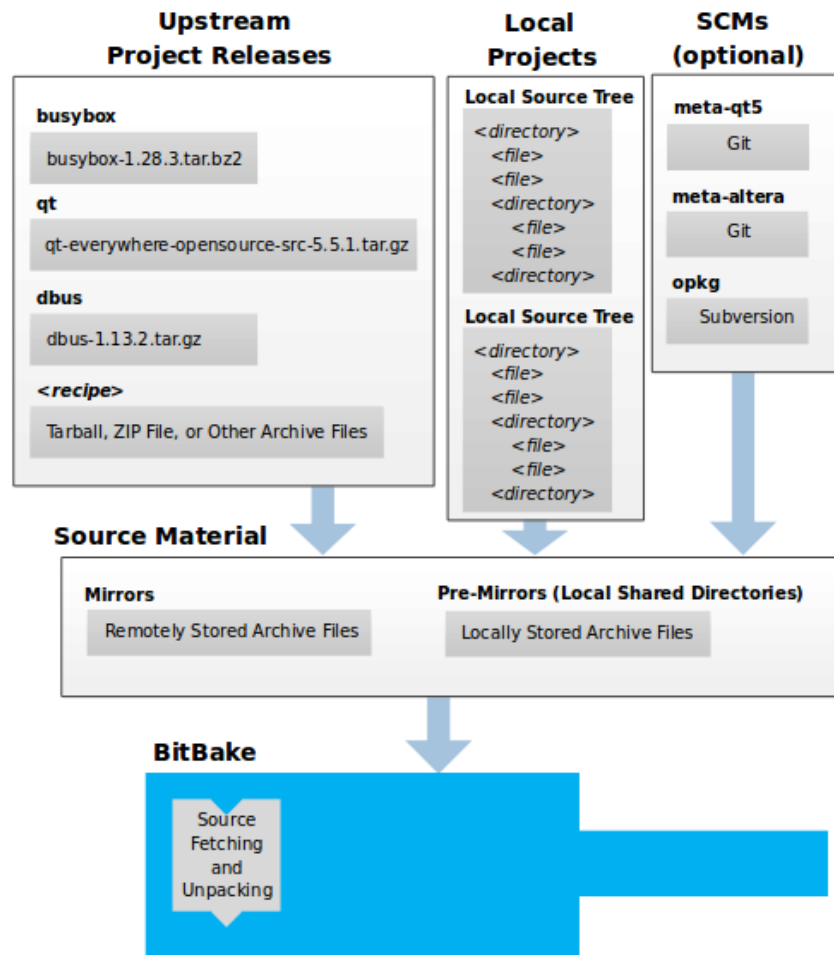 Upstream
Project Releases
busybox
busybox-1.28.3.tar.bz2
qt
qt-everywhere-opensource-src-5.5.1.tar.gz
dbus
dbus-1.13.2.tar.gz
<recipe>
Tarball, ZIP File, or Other Archive Files
Local
Projects
Local Source Tree
<directory>
<file>
<file>
<directory>
<file>
<file>
<directory>
Local Source Tree
<directory>
<file>
<file>
<directory>
<file>
<file>
<directory>
SCMs
(optional)
meta-qt5
Git
meta-altera
Git
opkg
Subversion
Source Material
Mirrors
Remotely Stored Archive Files
Pre-Mirrors (Local Shared Directories)
Locally Stored Archive Files
BitBake
Source
Fetching
and
Unpacking